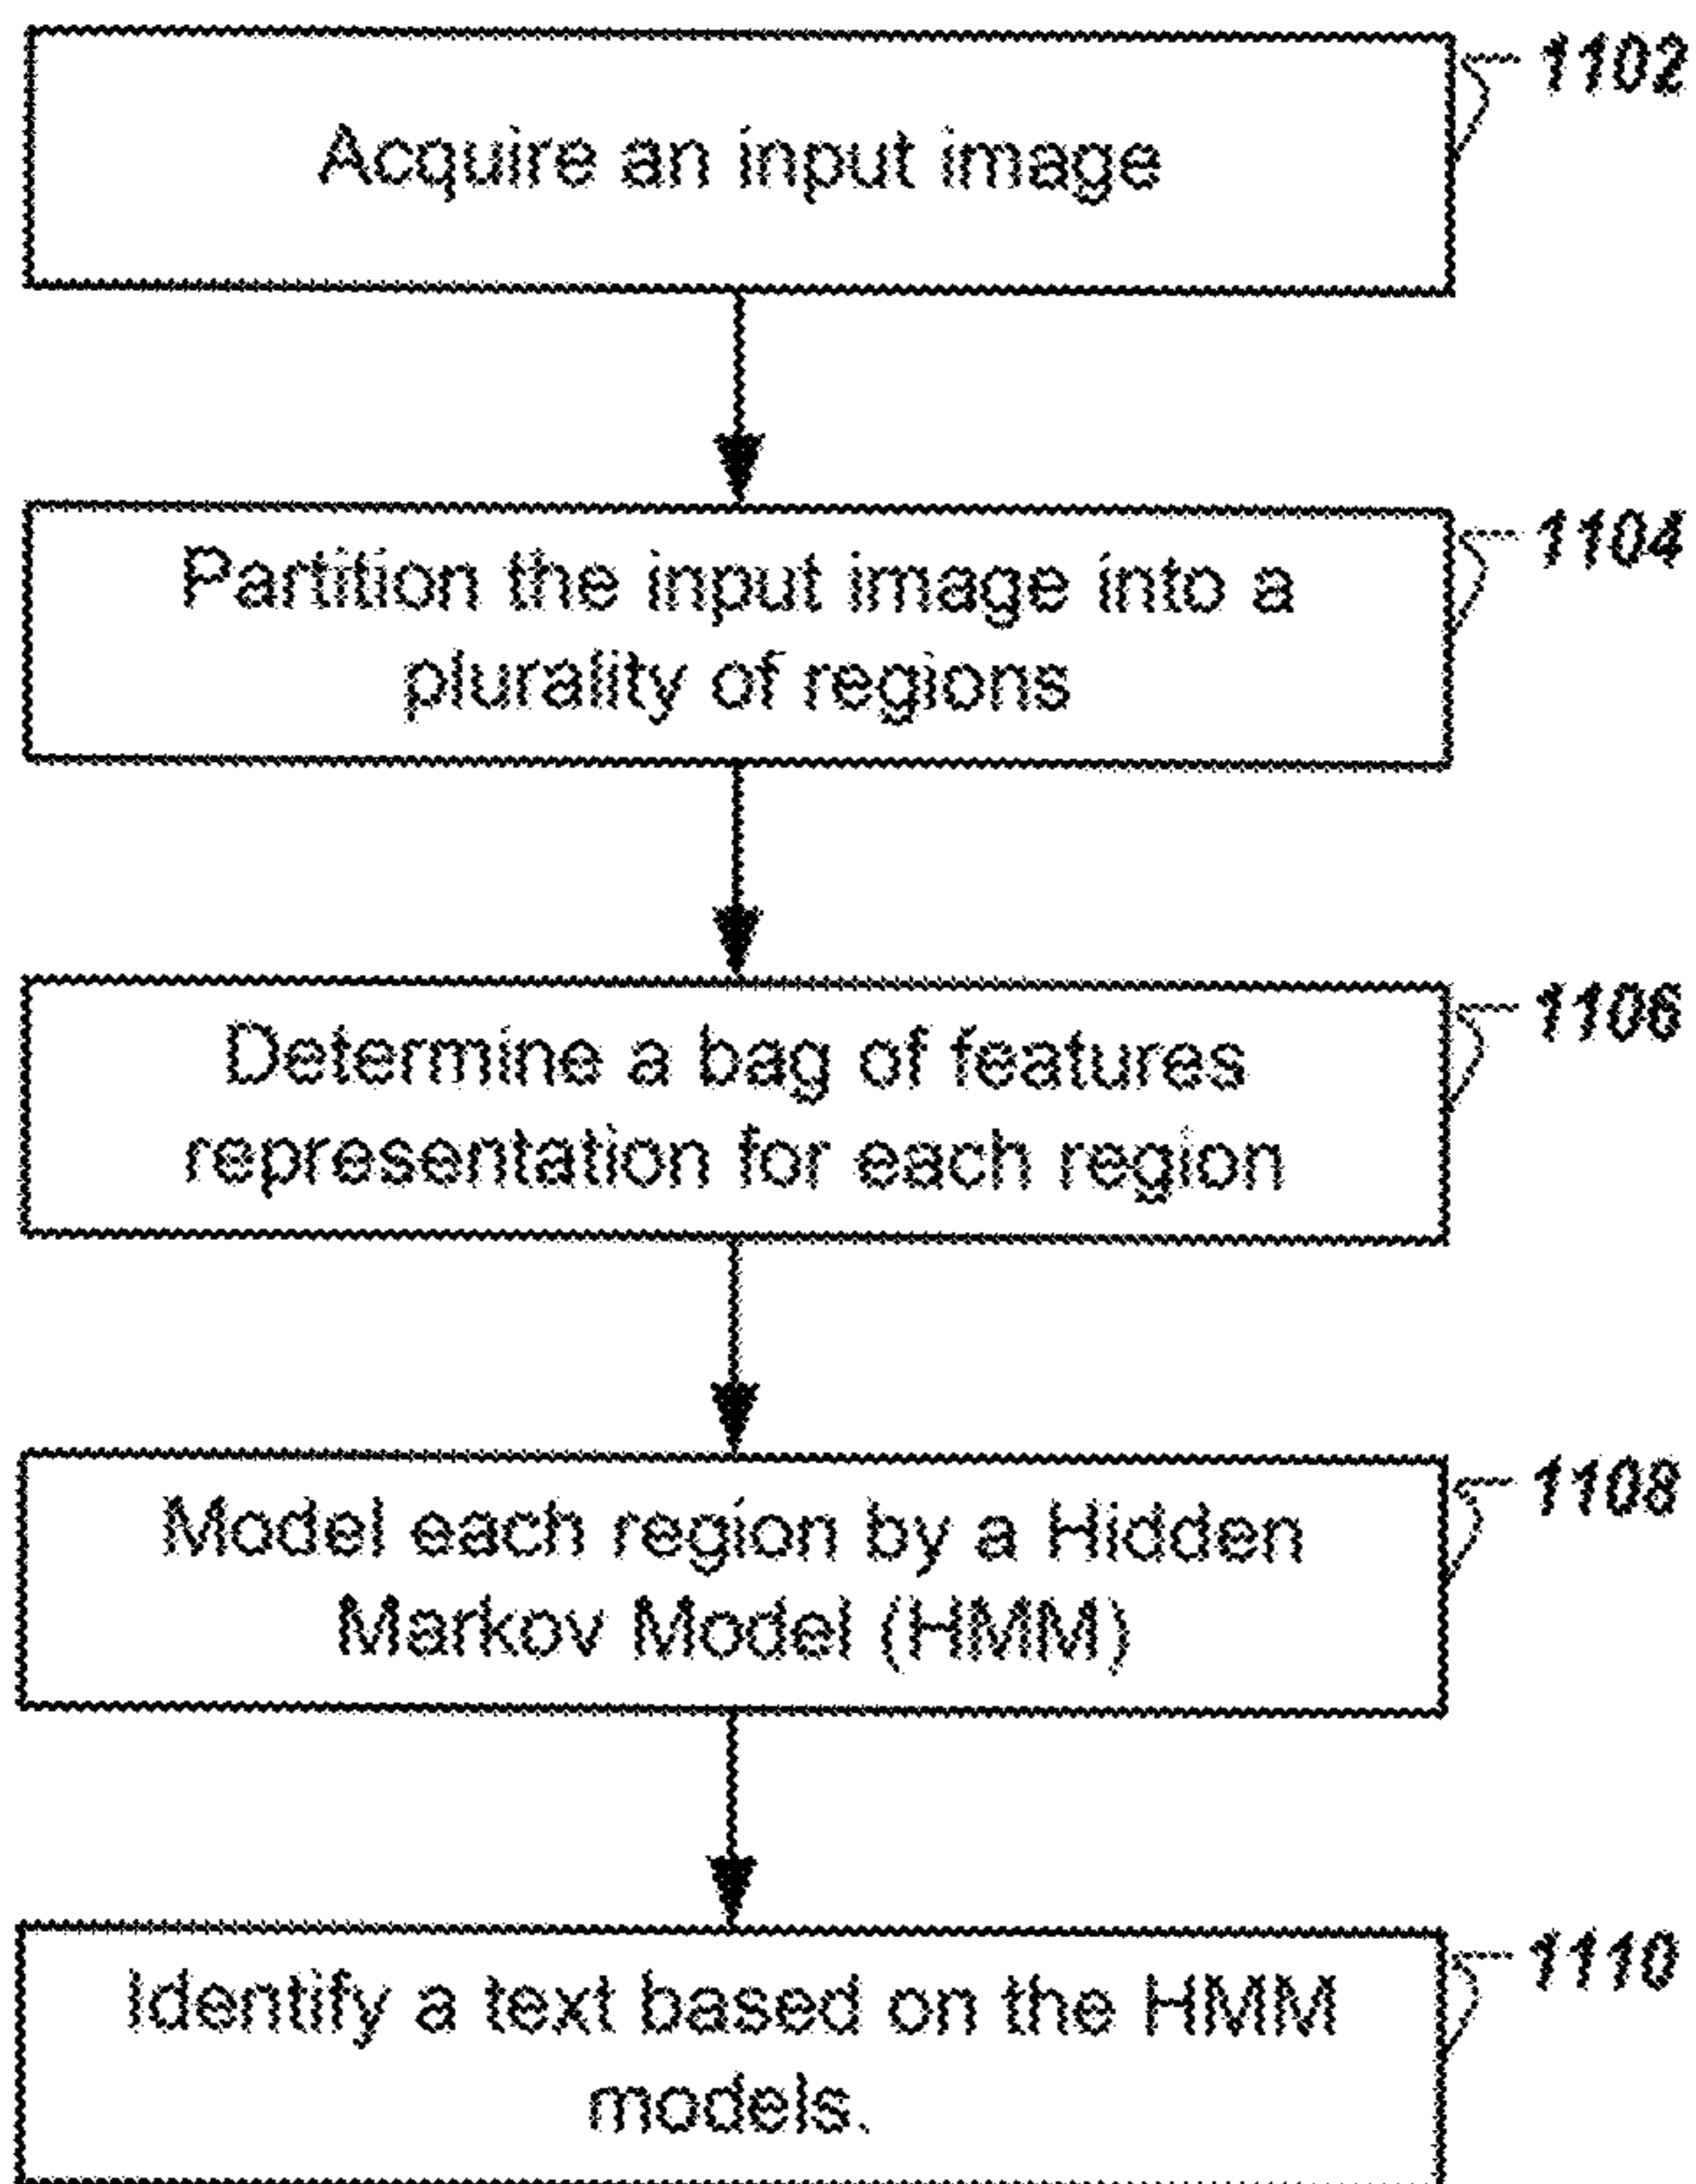 Acquire an input image
1102
Partition the input image into a
plurality of regions
1104
Determine a bag of features
representation for each region
1106
Model each region by a Hidden
Markov Model (HMM)
1108
Identify a text based on the HMM
models.
1110